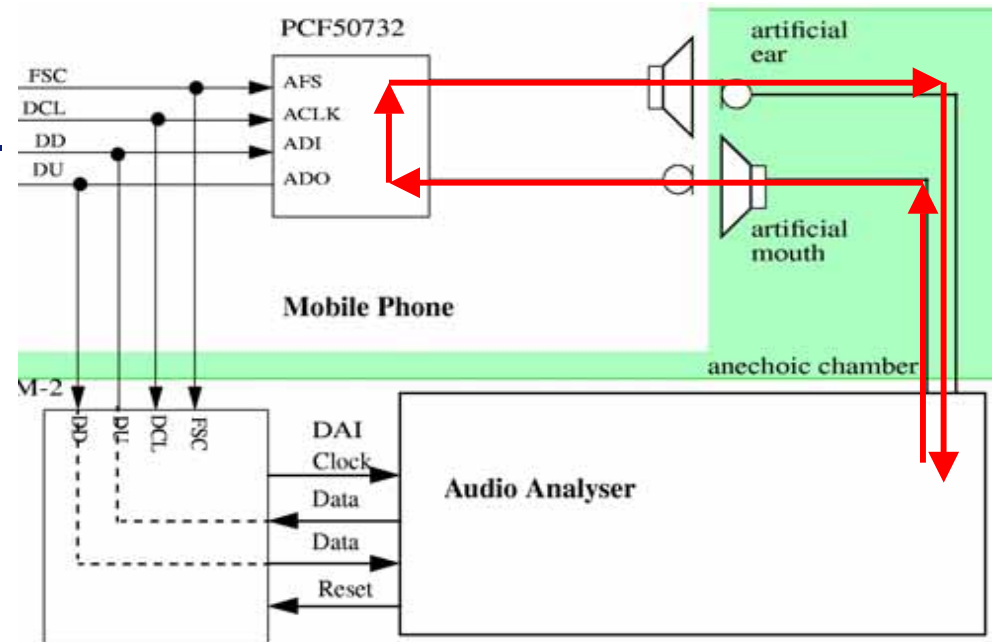 PCF50732
artificial
ear
FSC
AFS
DCL
ACLK
DD
ADI
DU
ADO
artificial
mouth
Mobile Phone
anechoic chamber
M-2
DD
DU
DCL
FSC
DAI
Clock
Data
Audio Analyser
Data
Reset